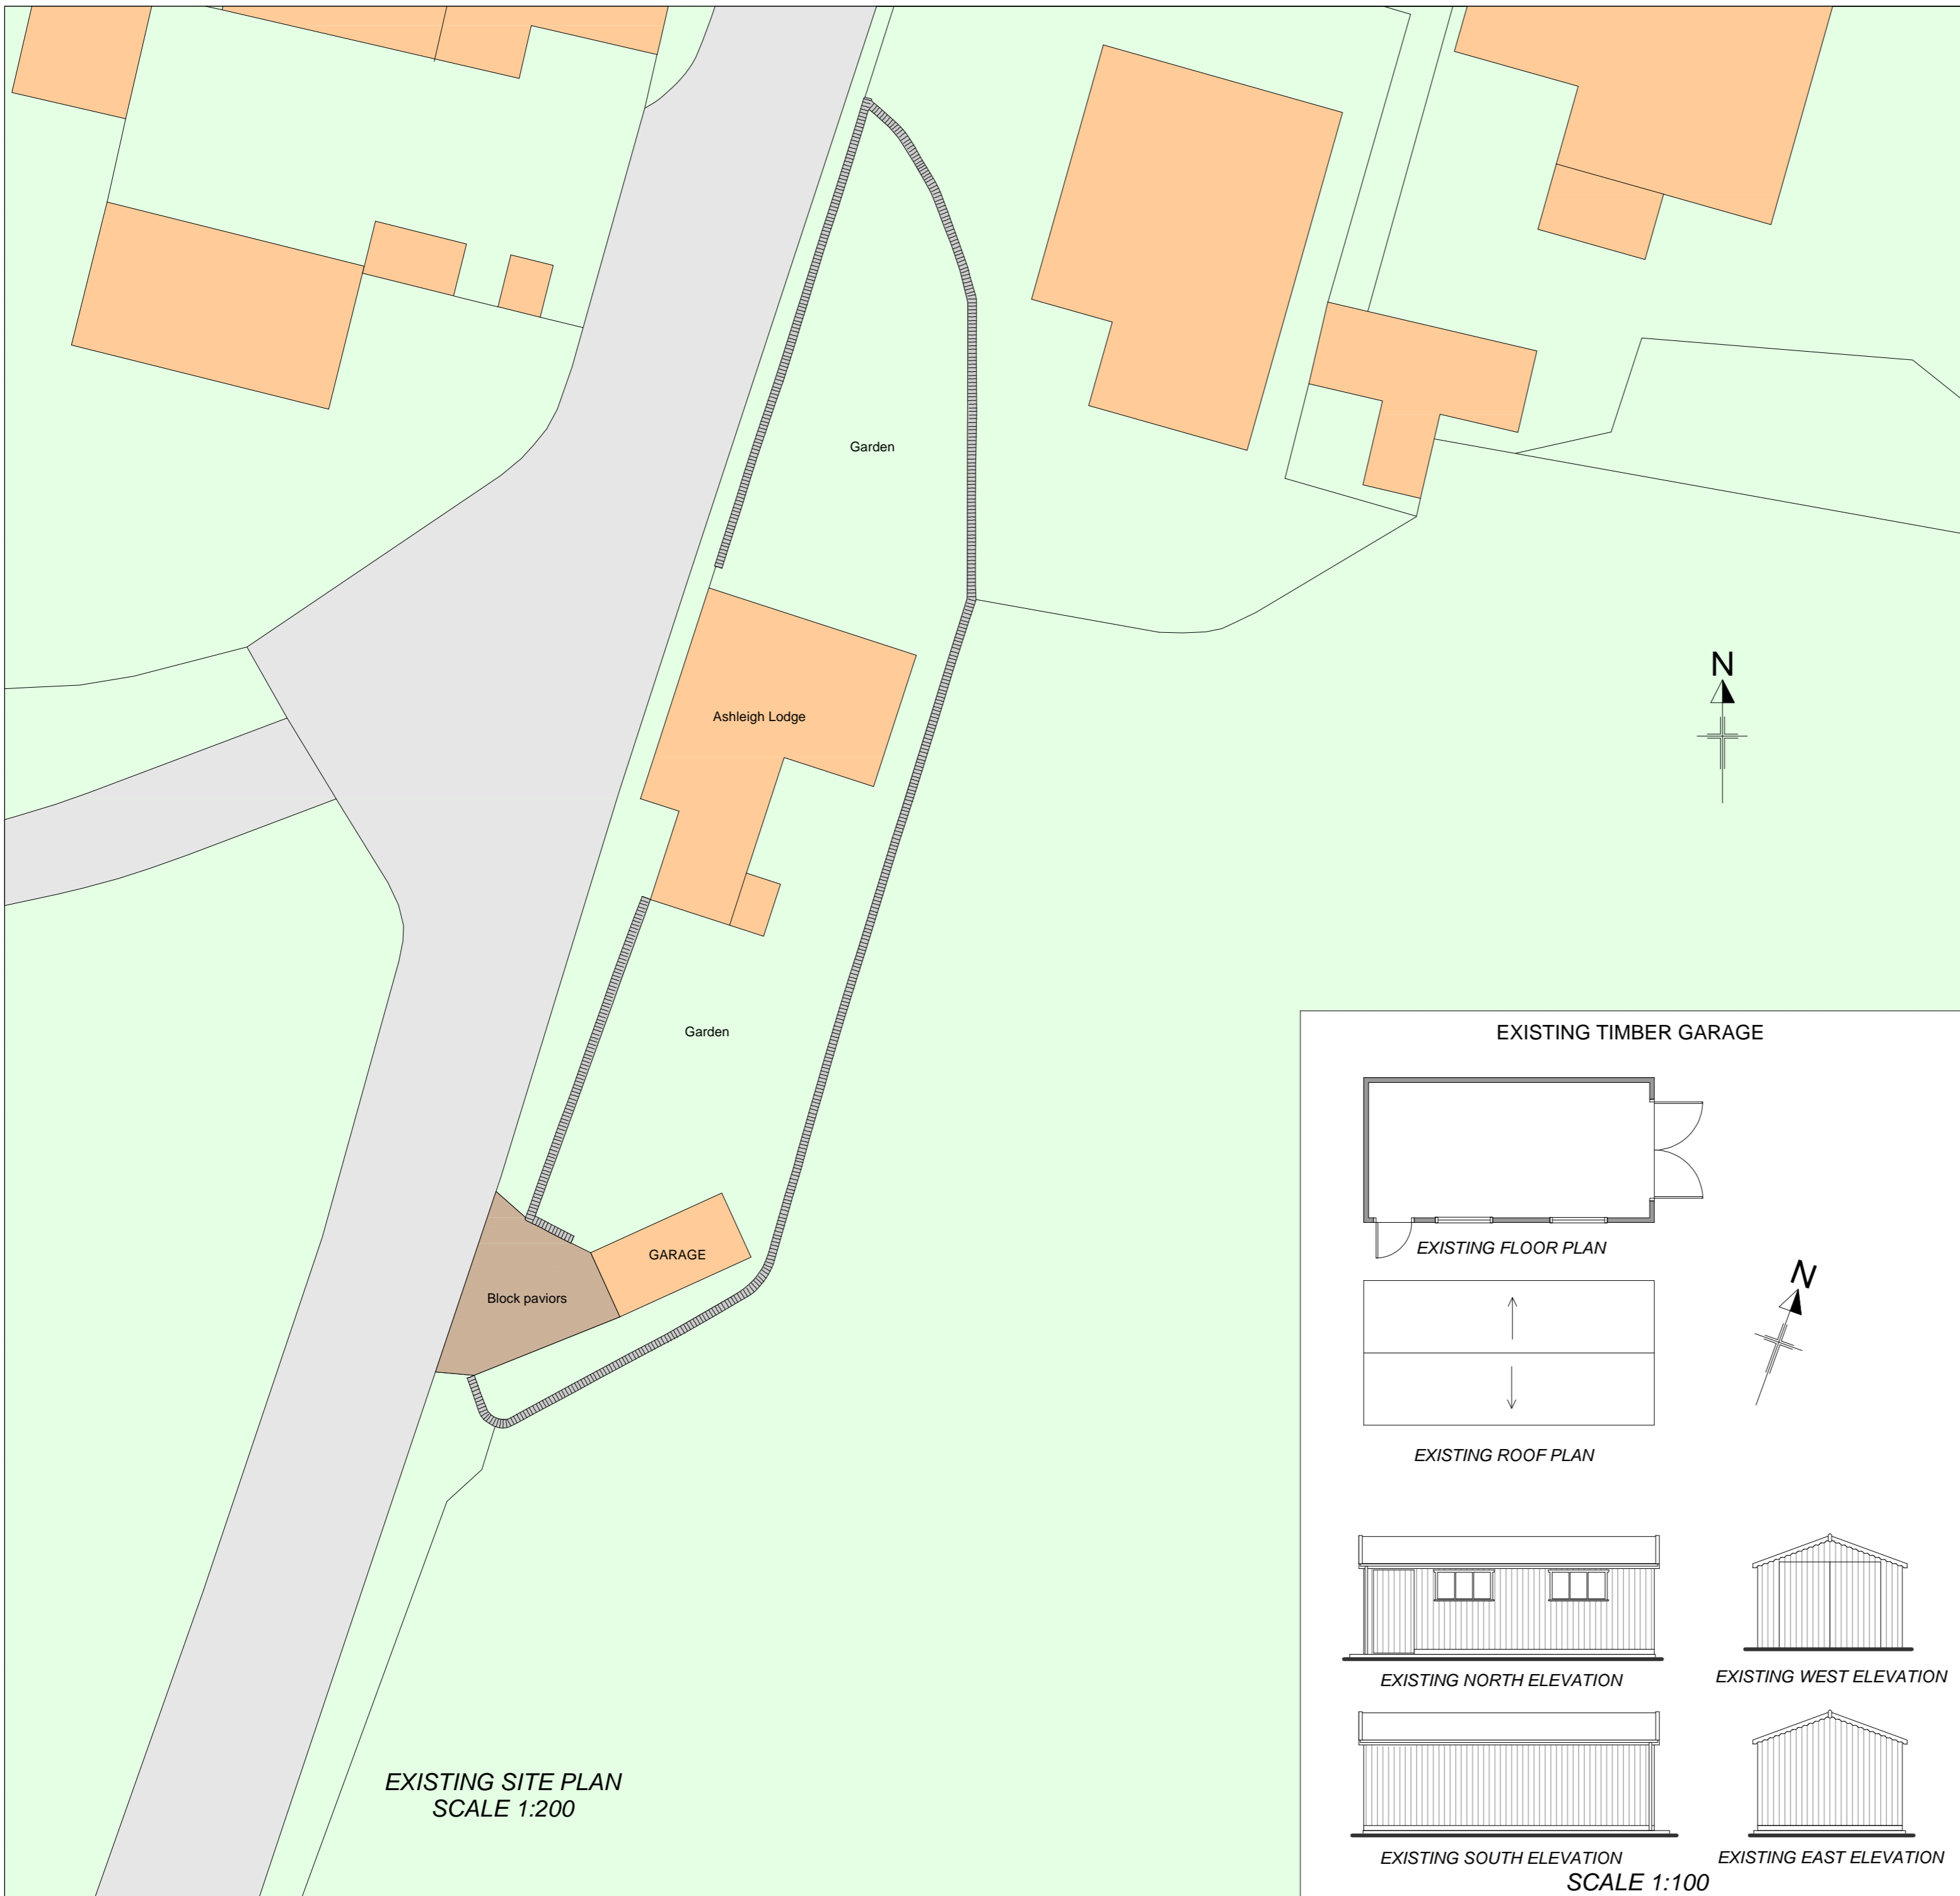 Garden
N
Ashleigh Lodge
Garden
EXISTING TIMBER GARAGE
GARAGE
EXISTING FLOOR PLAN
Block paviors
N
EXISTING ROOF PLAN
EXISTING NORTH ELEVATION
EXISTING WEST ELEVATION
EXISTING SITE PLAN
SCALE 1:200
EXISTING SOUTH ELEVATION
EXISTING EAST ELEVATION
SCALE 1:100